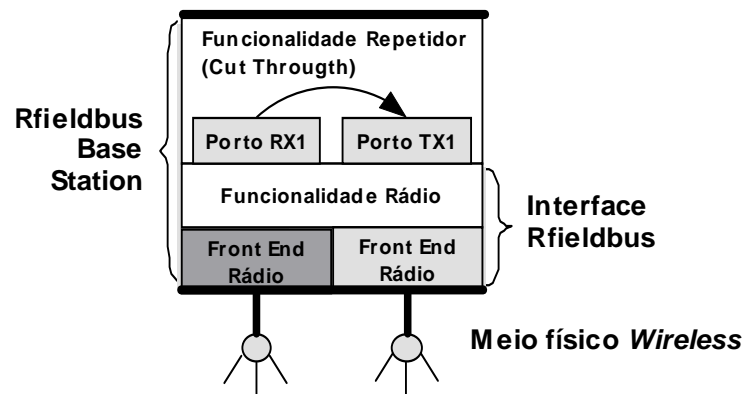 Funcionalidade Repetidor
(Cut Througth)
Rfieldbus
Base
Station
Porto RX1
Porto TX1
Funcionalidade Rádio
Interface
Rfieldbus
Front End
Rádio
Front End
Rádio
Meio físico Wireless